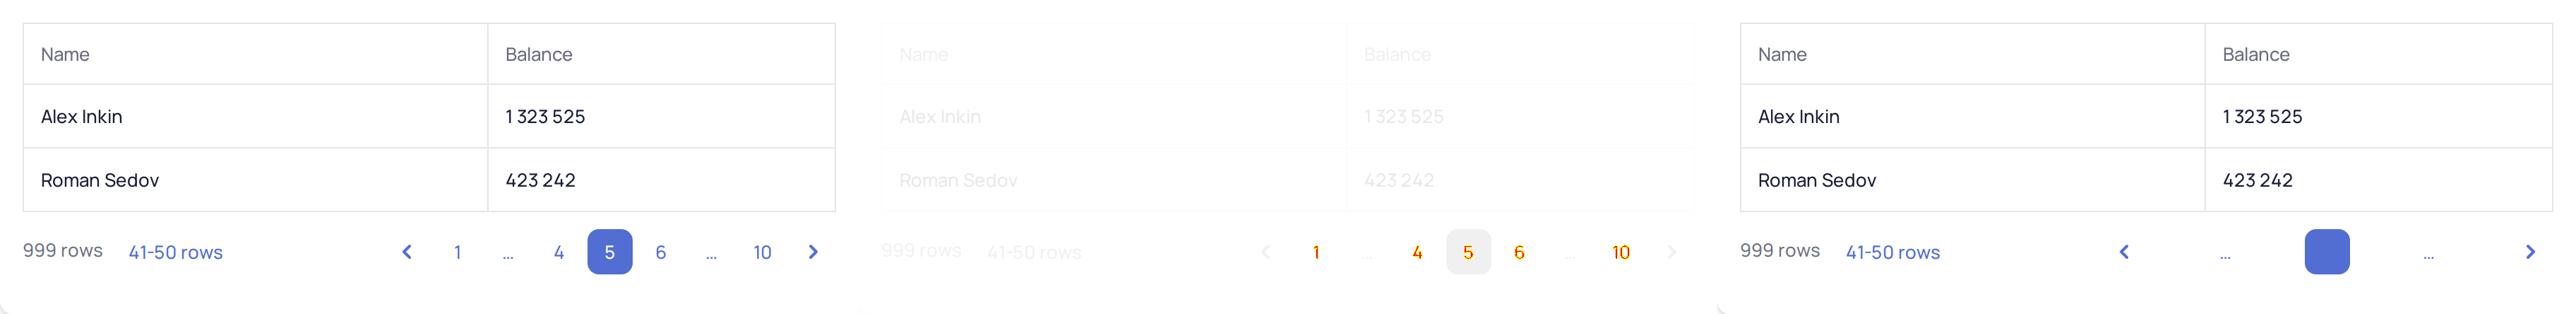 Name Balance
Alex Inkin 1 323 525
Roman Sedov 423 242
999 rows 41-50 rows 1 ... 4 5 6 ... 10
Name Balance
Alex Inkin 1 323 525
Roman Sedov 423 242
999 rows 41-50 rows 1 ... 4 5 6 ... 10
Name Balance
Alex Inkin 1 323 525
Roman Sedov 423 242
999 rows 41-50 rows ... ...